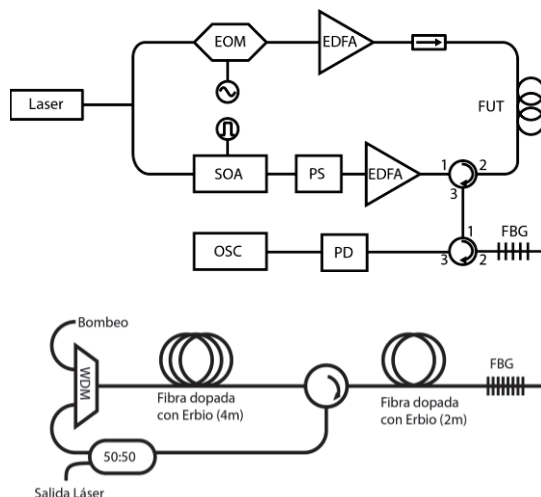 EOM
EDFA
Laser
FUT
SOA
PS
EDFA
1
2
3
OSC
PD
3
1
2
FBG
Bombeo
WDM
Fibra dopada
con Erbio (4m)
Fibra dopada
con Erbio (2m)
FBG
50:50
Salida Láser